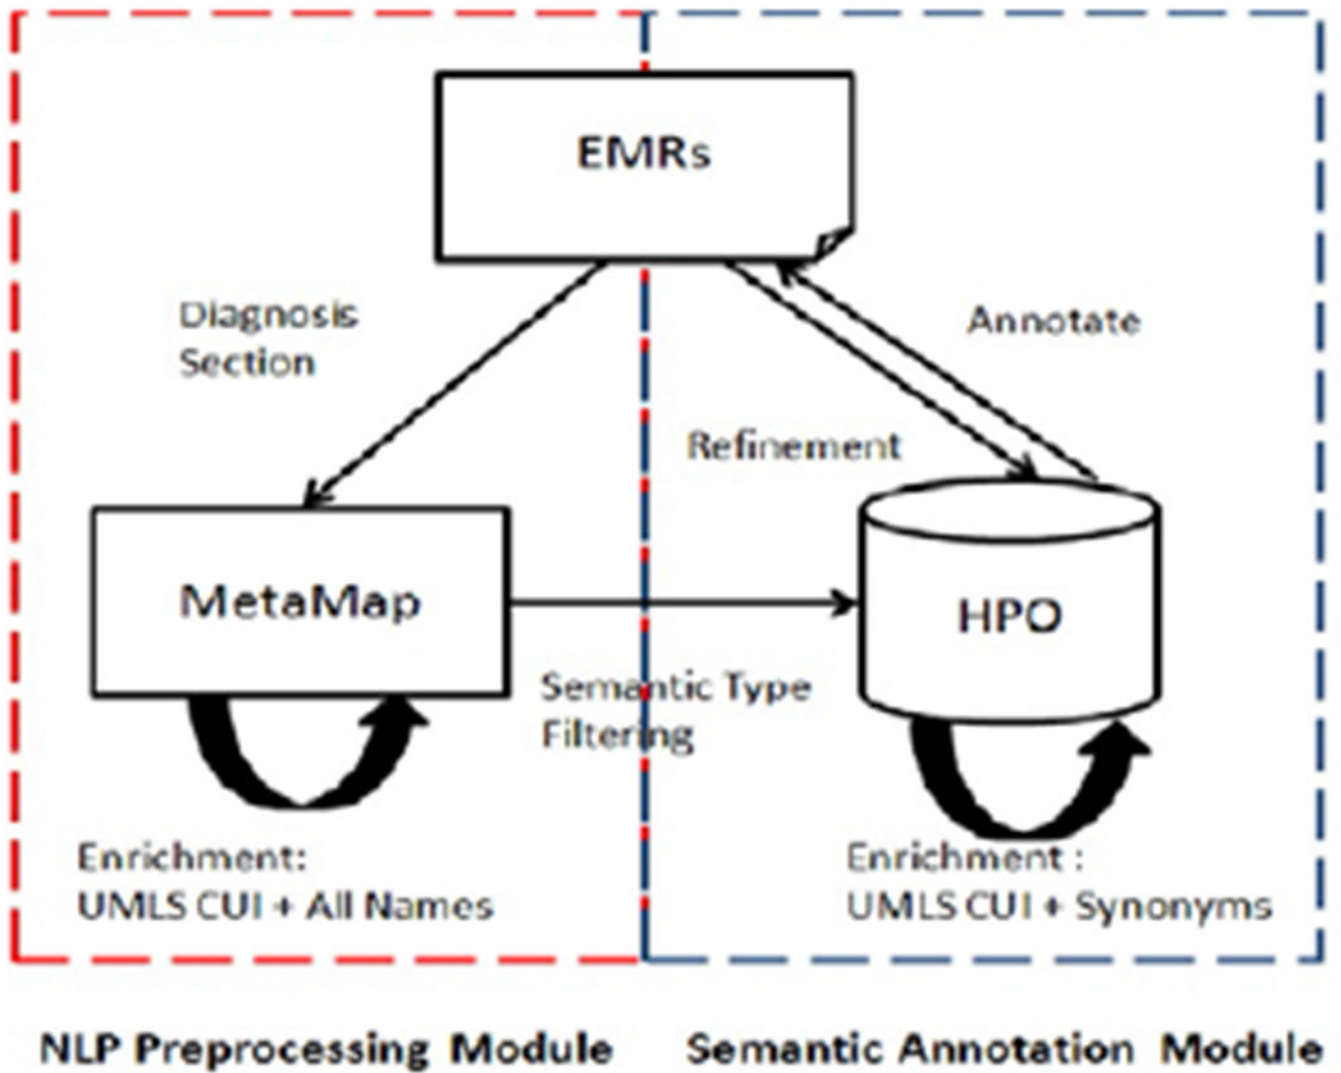 EMRs
Diagnosis
Section
Annotate
Refinement
MetaMap
HPO
Semantic Type
Filtering
Enrichment:
UMLS CUI + All Names
Enrichment :
UMLS CUI + Synonyms
NLP Preprocessing Module
Semantic Annotation Module